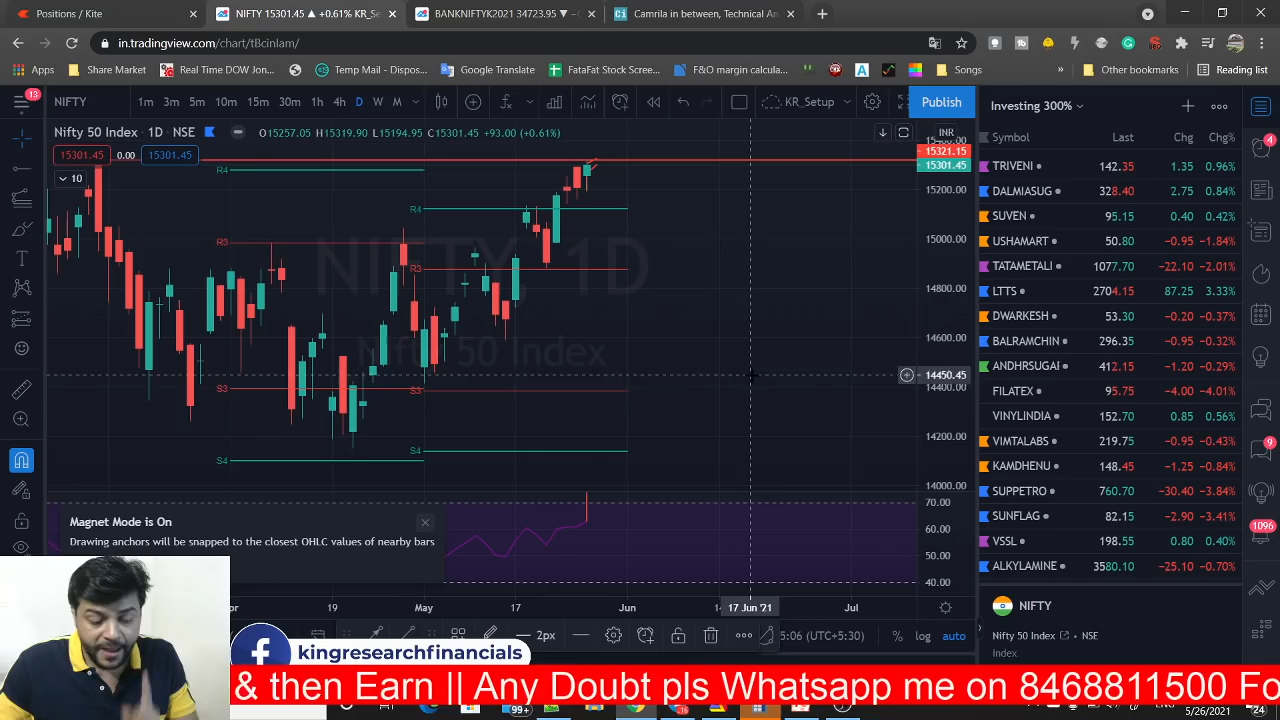 Positions / Kite
NIFTY 15301.45 ▲ +0.61% KR_Se
BANKNIFTYK2021 34723.95 ▼ −
Camrila in between, Technical An
in.tradingview.com/chart/tBcinlam/
Apps
Share Market
Real Time DOW Jon...
Temp Mail - Dispos...
Google Translate
FataFat Stock Scree...
F&O margin calcula...
Songs
Other bookmarks
Reading list
13
NIFTY
1m 3m 5m 10m 15m 30m 1h 4h D W M
KR_Setup
Publish
Investing 300%
Nifty 50 Index · 1D · NSE
O15257.05 H15319.90 L15194.95 C15301.45 +93.00 (+0.61%)
INR
15301.45 0.00 15301.45
10
15321.15
15301.45
15200.00
15000.00
14800.00
14600.00
14450.45
14400.00
14200.00
14000.00
70.00
60.00
50.00
40.00
R4
R3
S3
S4
R4
R3
S3
S4
NIFTY, 1D
Nifty 50 Index
Symbol Last Chg Chg%
TRIVENI 142.35 1.35 0.96%
DALMIASUG 328.40 2.75 0.84%
SUVEN 95.15 0.40 0.42%
USHAMART 50.80 −0.95 −1.84%
TATAMETALI 1077.70 −22.10 −2.01%
LTTS 2704.15 87.25 3.33%
DWARKESH 53.30 −0.20 −0.37%
BALRAMCHIN 296.35 −0.95 −0.32%
ANDHRSUGAI 412.15 −1.20 −0.29%
FILATEX 95.75 −4.00 −4.01%
VINYLINDIA 152.70 0.85 0.56%
VIMTALABS 219.75 −0.95 −0.43%
KAMDHENU 148.45 −1.25 −0.84%
SUPPETRO 760.70 −30.40 −3.84%
SUNFLAG 82.15 −2.90 −3.41%
VSSL 198.55 0.80 0.40%
ALKYLAMINE 3580.10 −25.10 −0.70%
4
9
1096
Magnet Mode is On
Drawing anchors will be snapped to the closest OHLC values of nearby bars
19 May 17 Jun 17 Jun '21 Jul
2px
5:06 (UTC+5:30)
% log auto
NIFTY
Nifty 50 Index · NSE
Index
kingresearchfinancials
& then Earn || Any Doubt pls Whatsapp me on 8468811500 Fo
99+
5/26/2021
24